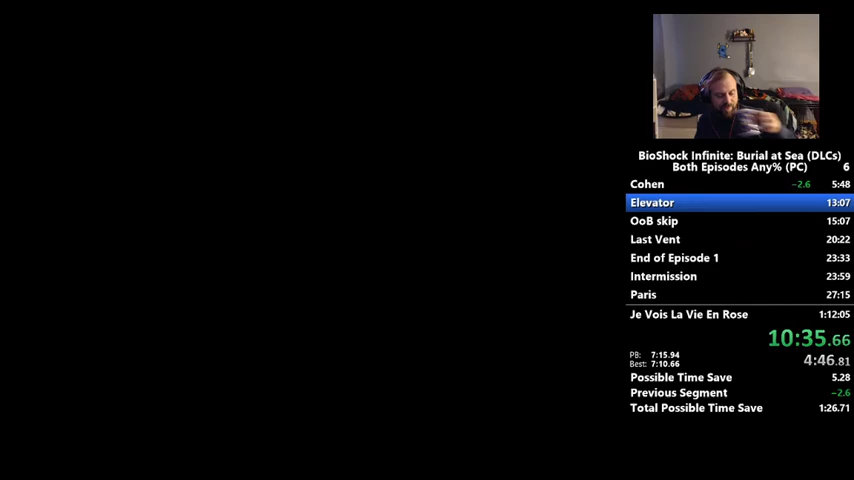 BioShock Infinite: Burial at Sea (DLCs)
Both Episodes Any% (PC) 6
Cohen −2.6 5:48
Elevator 13:07
OoB skip 15:07
Last Vent 20:22
End of Episode 1 23:33
Intermission 23:59
Paris 27:15
Je Vois La Vie En Rose 1:12:05
10:35.66
PB: 7:15.94
Best: 7:10.66 4:46.81
Possible Time Save 5.28
Previous Segment −2.6
Total Possible Time Save 1:26.71